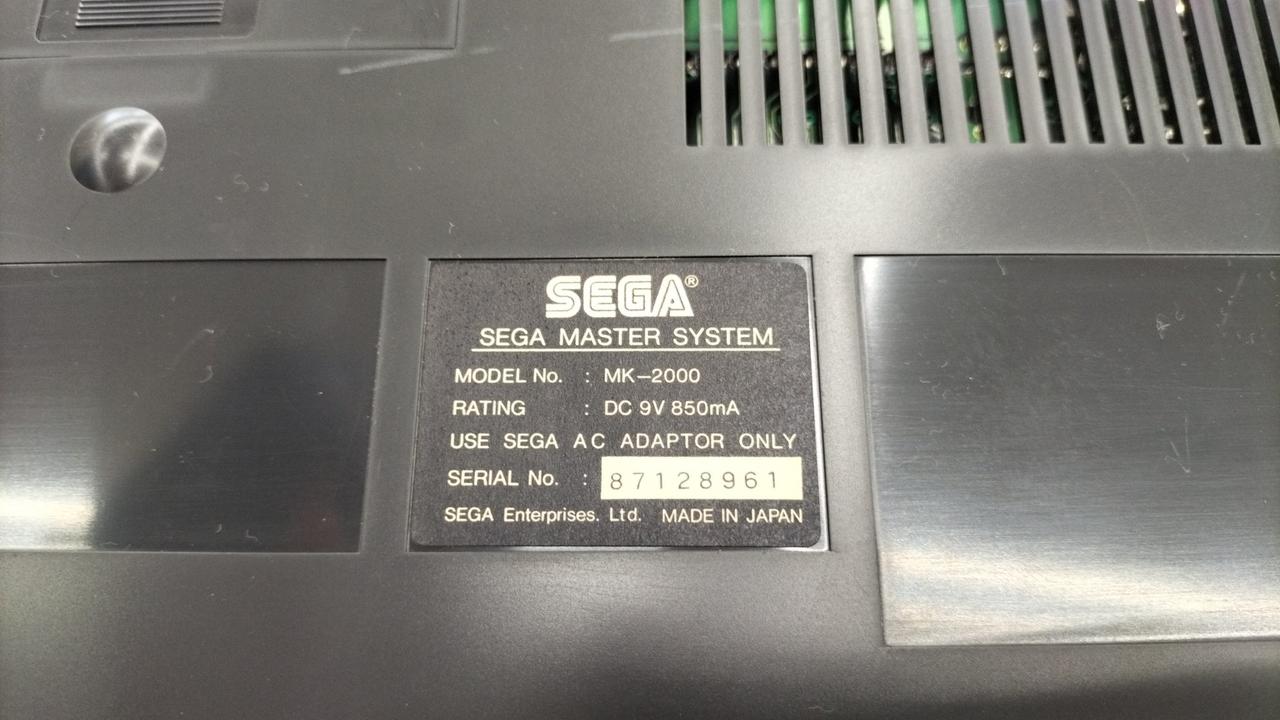 SEGA®
SEGA MASTER SYSTEM
MODEL No. : MK-2000
RATING : DC 9V 850mA
USE SEGA AC ADAPTOR ONLY
SERIAL No. : 87128961
SEGA Enterprises. Ltd. MADE IN JAPAN